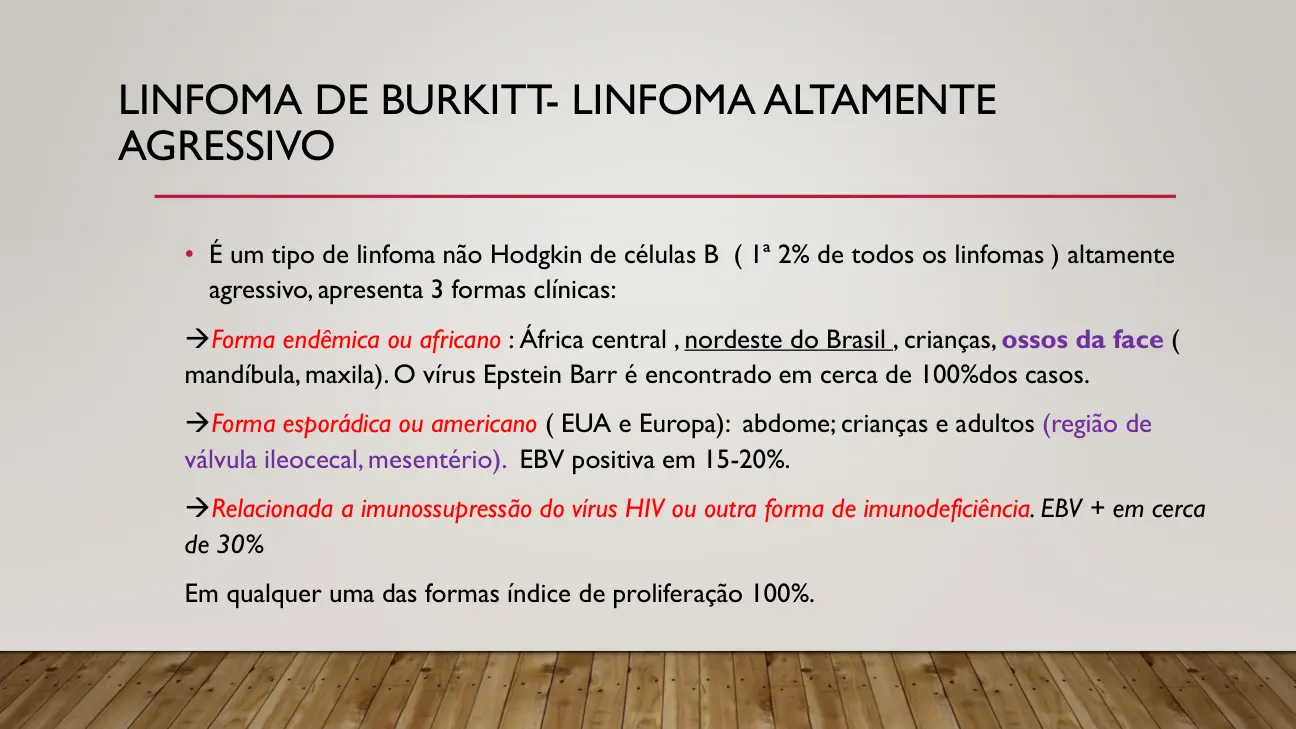 LINFOMA DE BURKITT- LINFOMA ALTAMENTE
AGRESSIVO
• É um tipo de linfoma não Hodgkin de células B ( 1ª 2% de todos os linfomas ) altamente
agressivo, apresenta 3 formas clínicas:
→Forma endêmica ou africano : África central , nordeste do Brasil , crianças, ossos da face (
mandíbula, maxila). O vírus Epstein Barr é encontrado em cerca de 100%dos casos.
→Forma esporádica ou americano ( EUA e Europa): abdome; crianças e adultos (região de
válvula ileocecal, mesentério). EBV positiva em 15-20%.
→Relacionada a imunossupressão do vírus HIV ou outra forma de imunodeficiência. EBV + em cerca
de 30%
Em qualquer uma das formas índice de proliferação 100%.